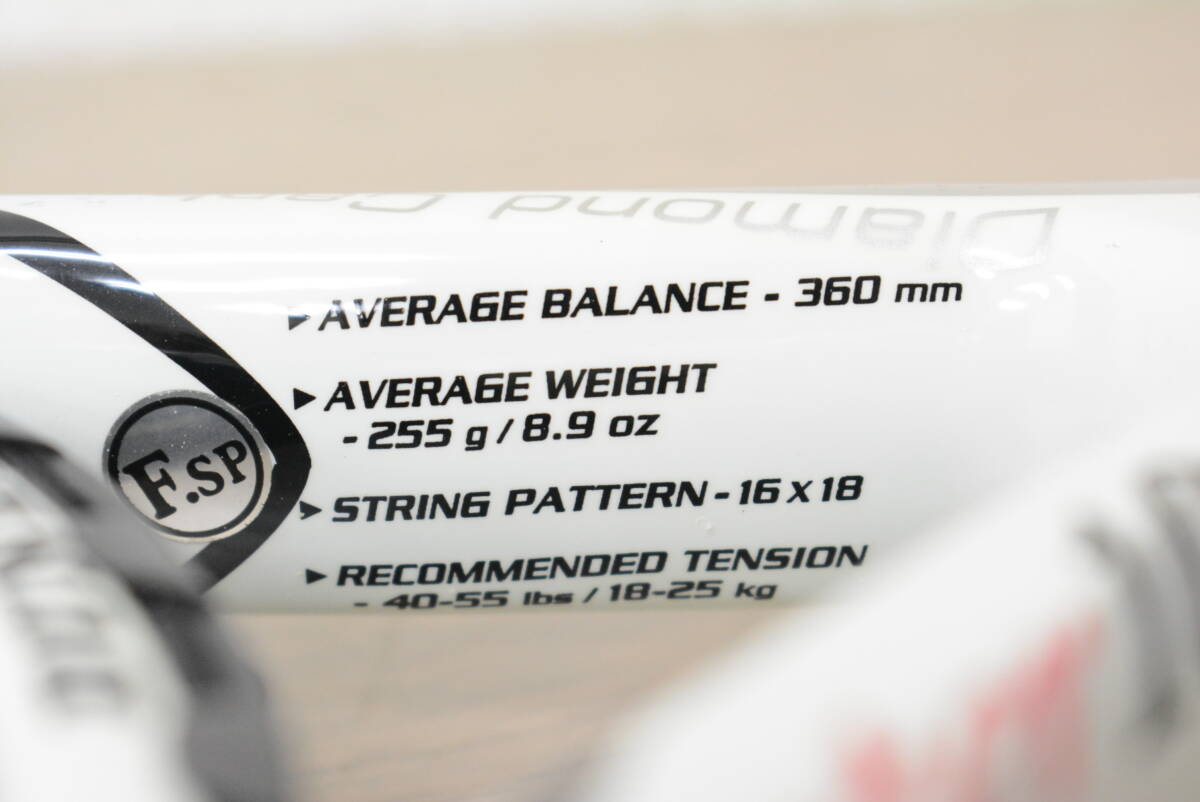 Diamond
► AVERAGE BALANCE - 360 mm
► AVERAGE WEIGHT
- 255 g / 8.9 oz
F.SP
► STRING PATTERN - 16 x 18
► RECOMMENDED TENSION
- 40-55 lbs / 18-25 kg